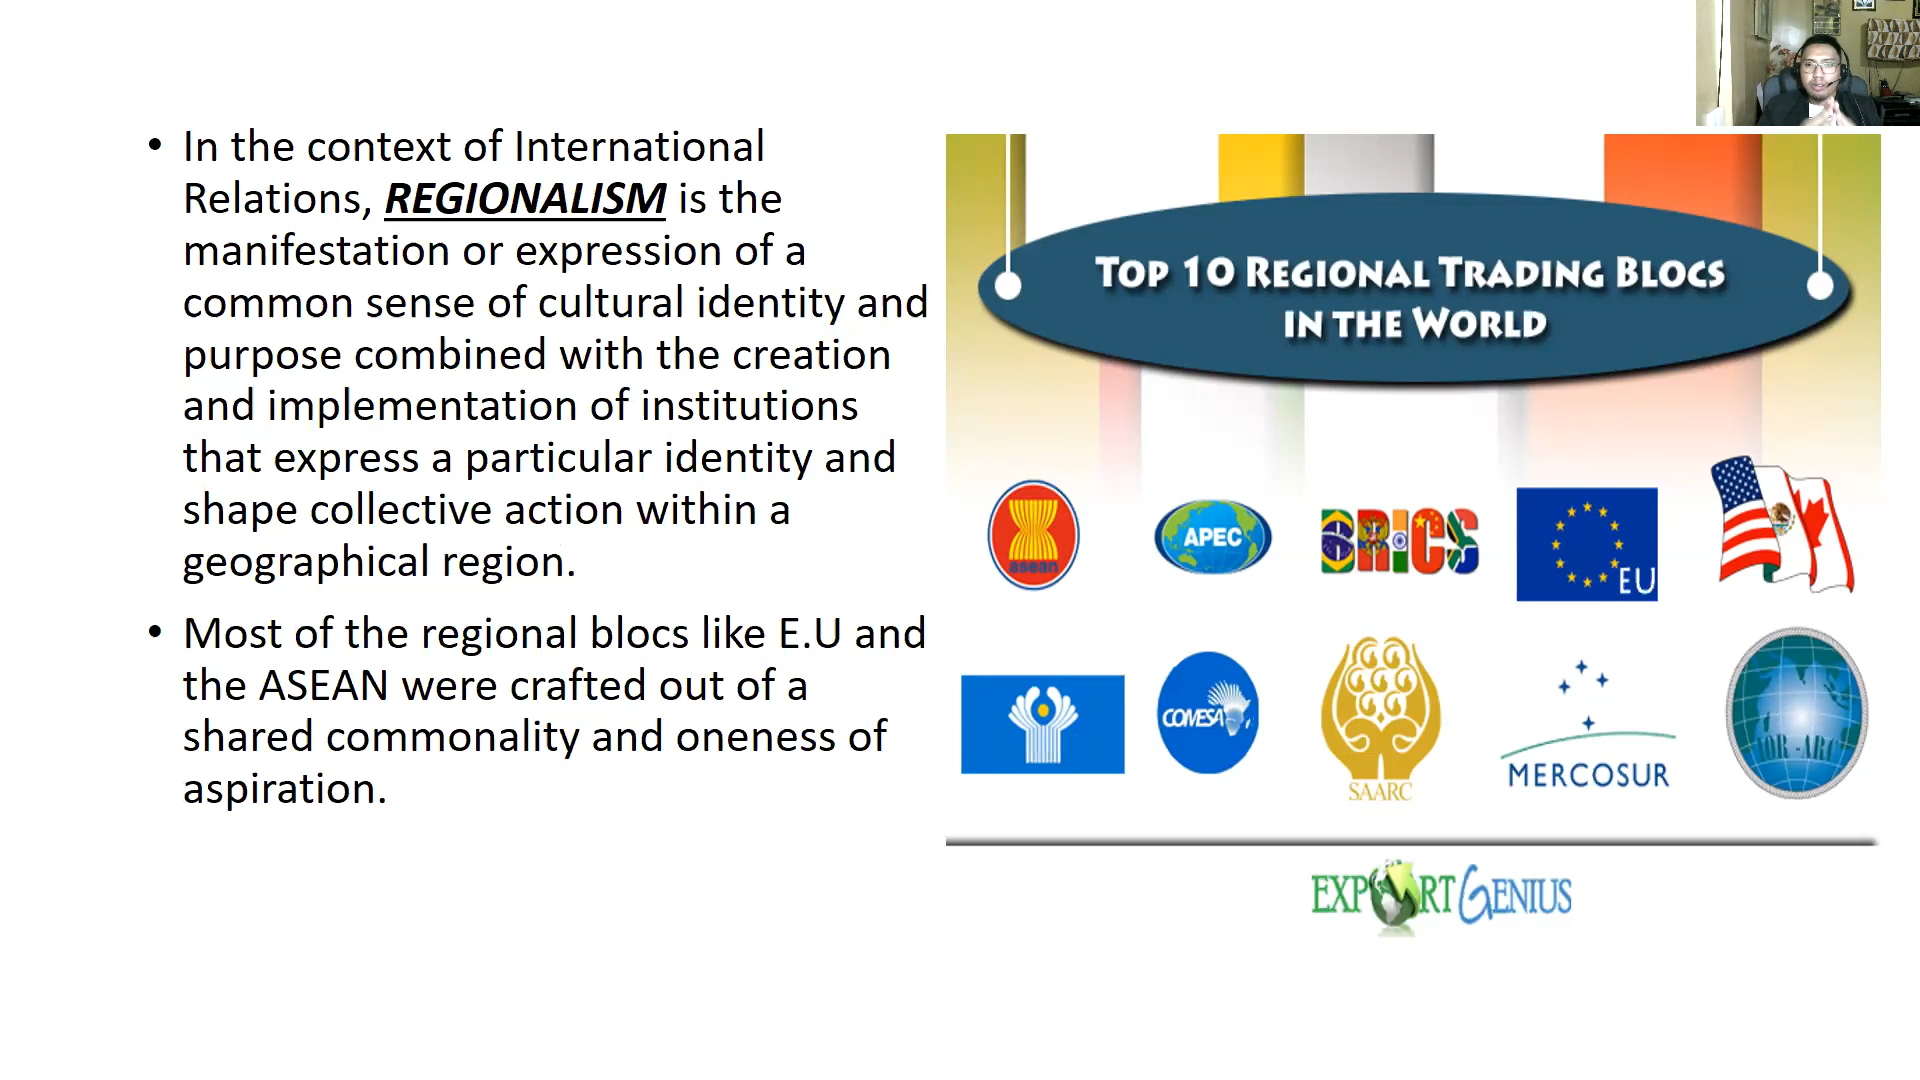 • In the context of International
Relations, REGIONALISM is the
manifestation or expression of a
common sense of cultural identity and
purpose combined with the creation
and implementation of institutions
that express a particular identity and
shape collective action within a
geographical region.
• Most of the regional blocs like E.U and
the ASEAN were crafted out of a
shared commonality and oneness of
aspiration.
TOP 10 REGIONAL TRADING BLOCS
IN THE WORLD
asean
APEC
BRICS
EU
COMESA
SAARC
MERCOSUR
IOR-ARC
EXPORT GENIUS